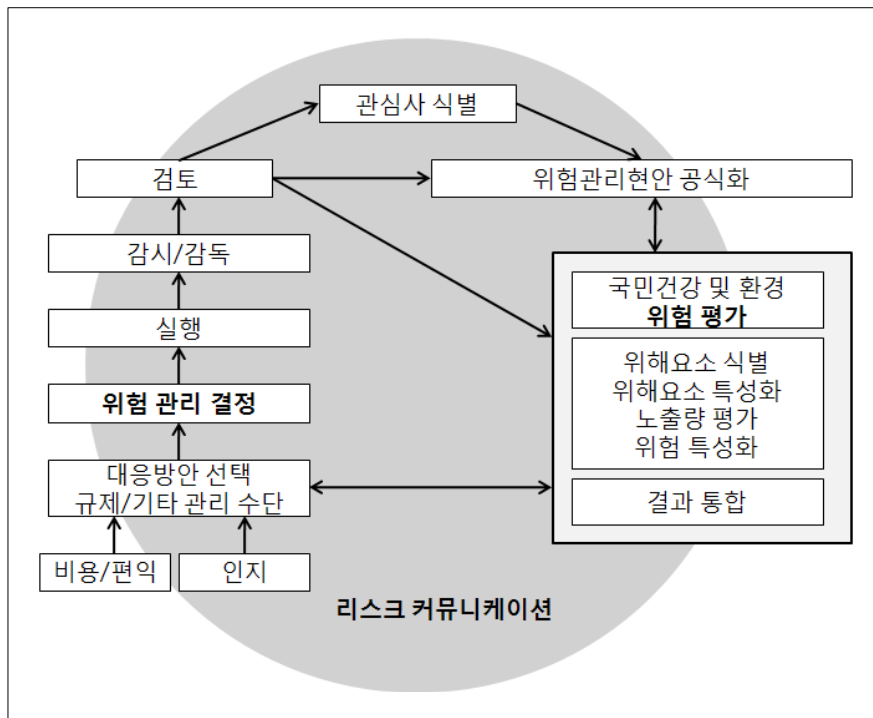 관심사 식별
검토
위험관리현안 공식화
감시/감독
국민건강 및 환경
위험 평가
실행
위해요소 식별
위해요소 특성화
노출량 평가
위험 특성화
위험 관리 결정
대응방안 선택
규제/기타 관리 수단
결과 통합
비용/편익
인지
리스크 커뮤니케이션